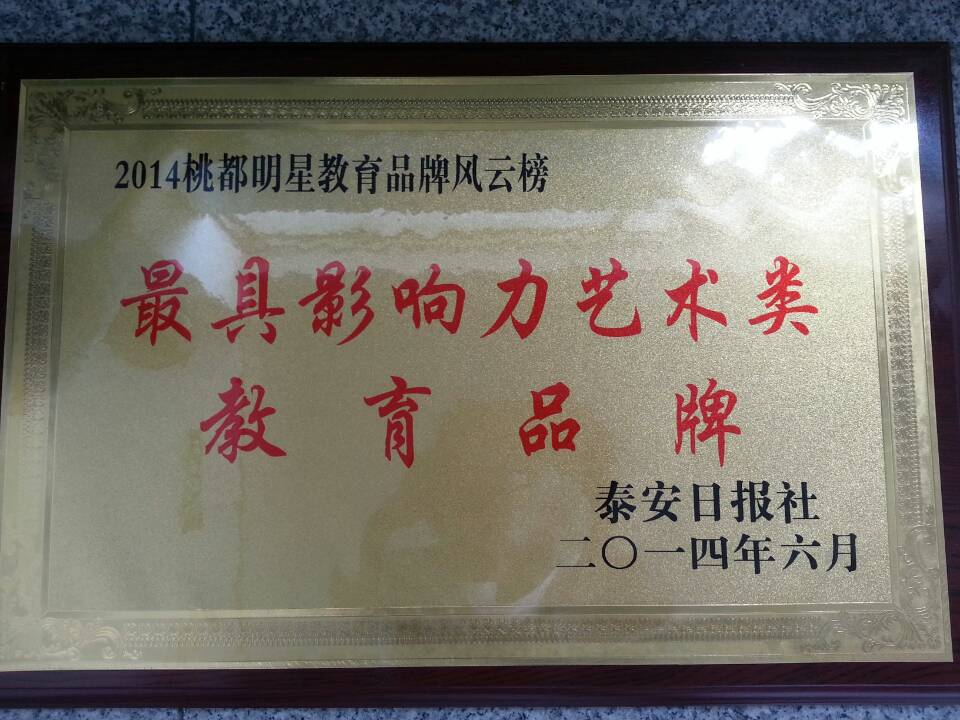 2014桃都明星教育品牌风云榜
最具影响力艺术类
教育品牌
泰安日报社
二〇一四年六月